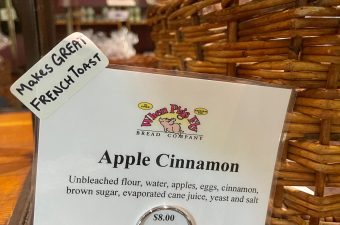 MAKES GREAT
FRENCH TOAST
When Pigs Fly
BREAD COMPANY
Apple Cinnamon
Unbleached flour, water, apples, eggs, cinnamon,
brown sugar, evaporated cane juice, yeast and salt
$8.00